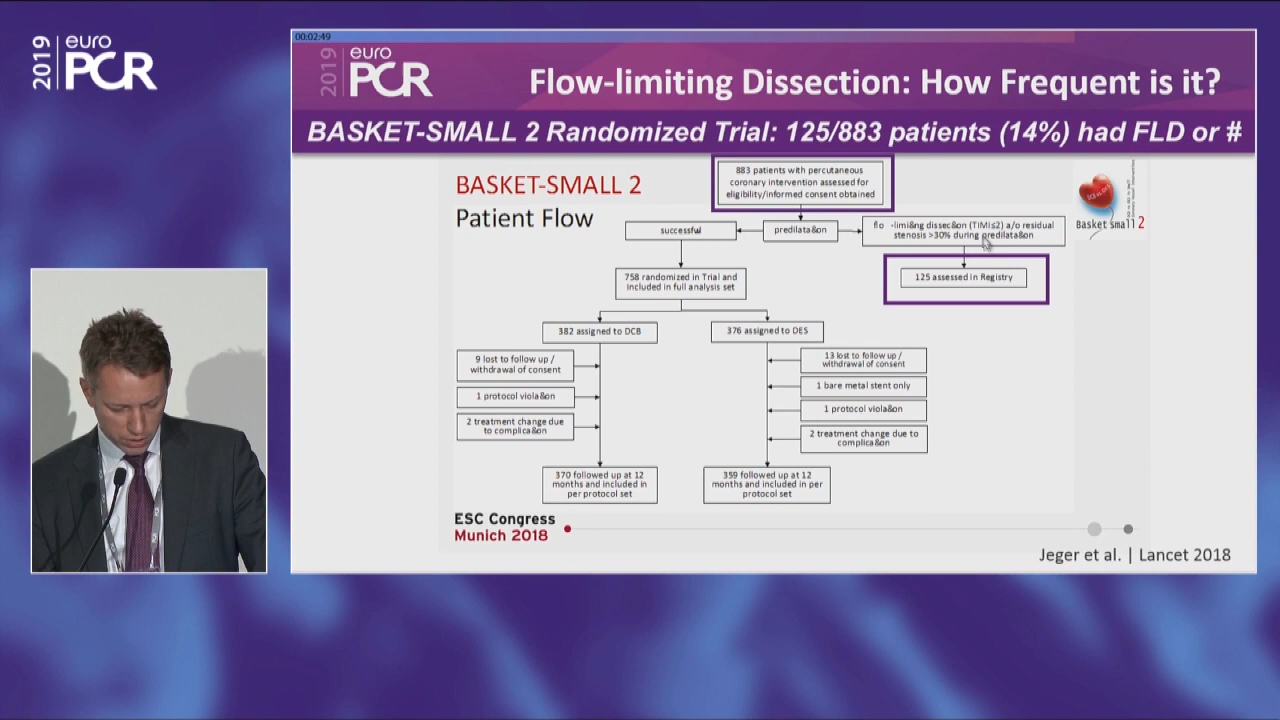 2019
euro
PCR
00:02:49
2019
euro
PCR
Flow-limiting Dissection: How Frequent is it?
BASKET-SMALL 2 Randomized Trial: 125/883 patients (14%) had FLD or #
BASKET-SMALL 2
Patient Flow
883 patients with percutaneous
coronary intervention assessed for
eligibility/informed consent obtained
successful
predilata&on
flo -limi&ng dissec&on (TIMI≤2) a/o residual
stenosis >30% during predilata&on
Basket small 2
758 randomized in Trial and
included in full analysis set
125 assessed in Registry
382 assigned to DCB
376 assigned to DES
9 lost to follow up /
withdrawal of consent
1 protocol viola&on
2 treatment change due
to complica&on
13 lost to follow up /
withdrawal of consent
1 bare metal stent only
1 protocol viola&on
2 treatment change due to
complica&on
370 followed up at 12
months and included in
per protocol set
359 followed up at 12
months and included in per
protocol set
ESC Congress
Munich 2018
Jeger et al. | Lancet 2018